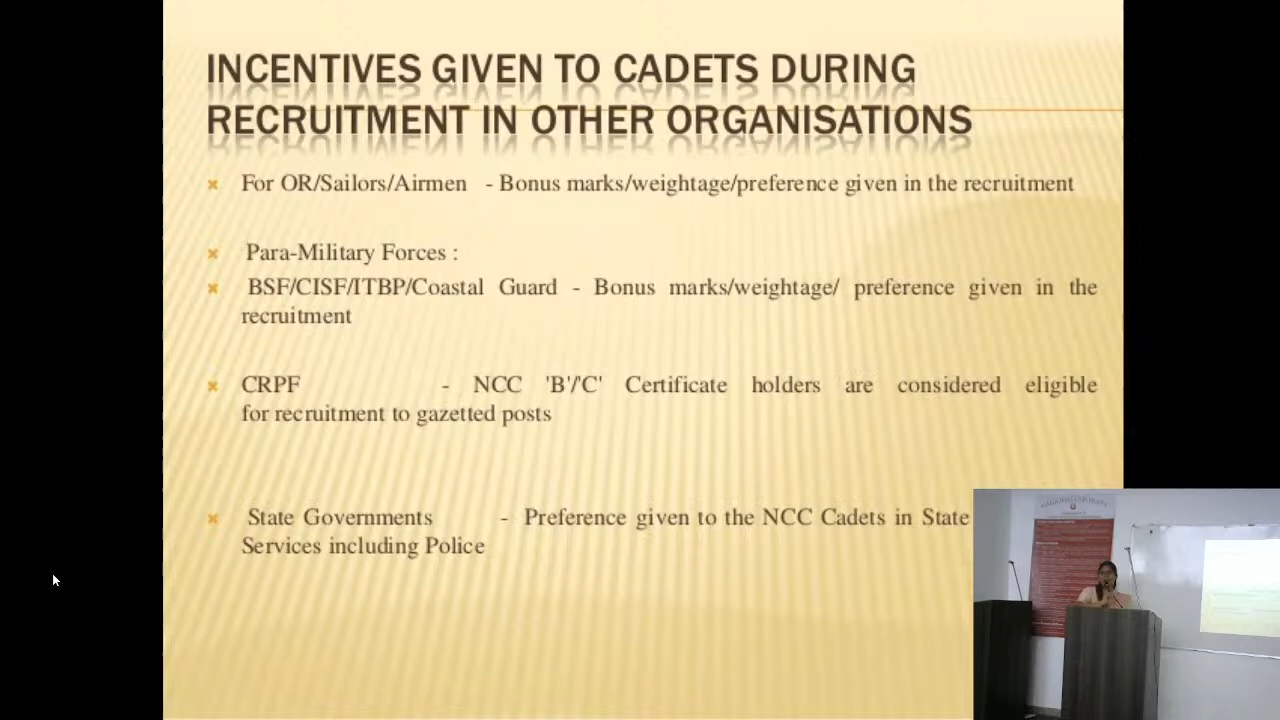 INCENTIVES GIVEN TO CADETS DURING
RECRUITMENT IN OTHER ORGANISATIONS
For OR/Sailors/Airmen - Bonus marks/weightage/preference given in the recruitment
Para-Military Forces :
BSF/CISF/ITBP/Coastal Guard - Bonus marks/weightage/ preference given in the
recruitment
CRPF - NCC 'B'/'C' Certificate holders are considered eligible
for recruitment to gazetted posts
State Governments - Preference given to the NCC Cadets in State
Services including Police